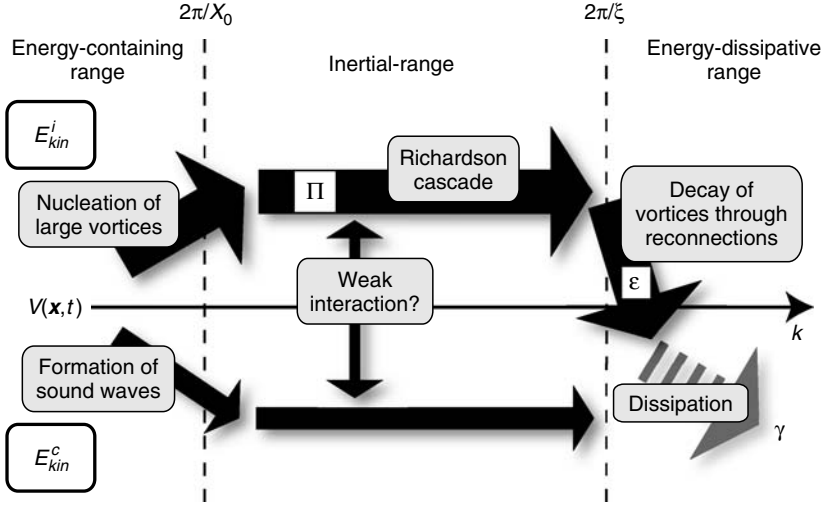 2π/X₀
2π/ξ
Energy-containing
range
Inertial-range
Energy-dissipative
range
E^i_kin
Nucleation of
large vortices
Π
Richardson
cascade
Decay of
vortices through
reconnections
Weak
interaction?
ε
V(x,t)
k
Formation of
sound waves
Dissipation
γ
E^c_kin